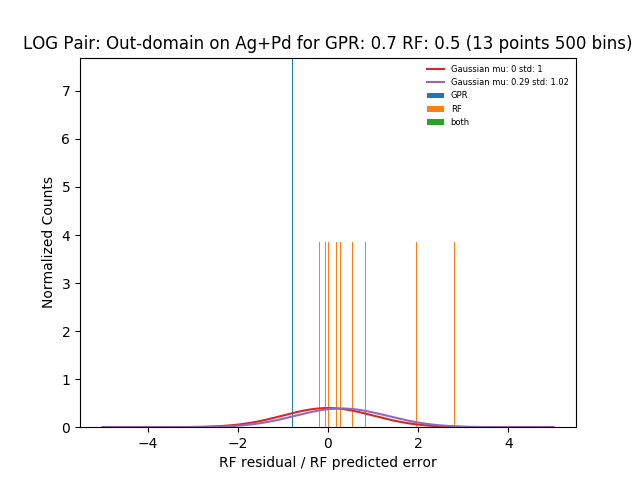 LOG Pair: Out-domain on Ag+Pd for GPR: 0.7 RF: 0.5 (13 points 500 bins)
Gaussian mu: 0 std: 1
Gaussian mu: 0.29 std: 1.02
GPR
RF
both
Normalized Counts
7
6
5
4
3
2
1
0
−4
−2
0
2
4
RF residual / RF predicted error